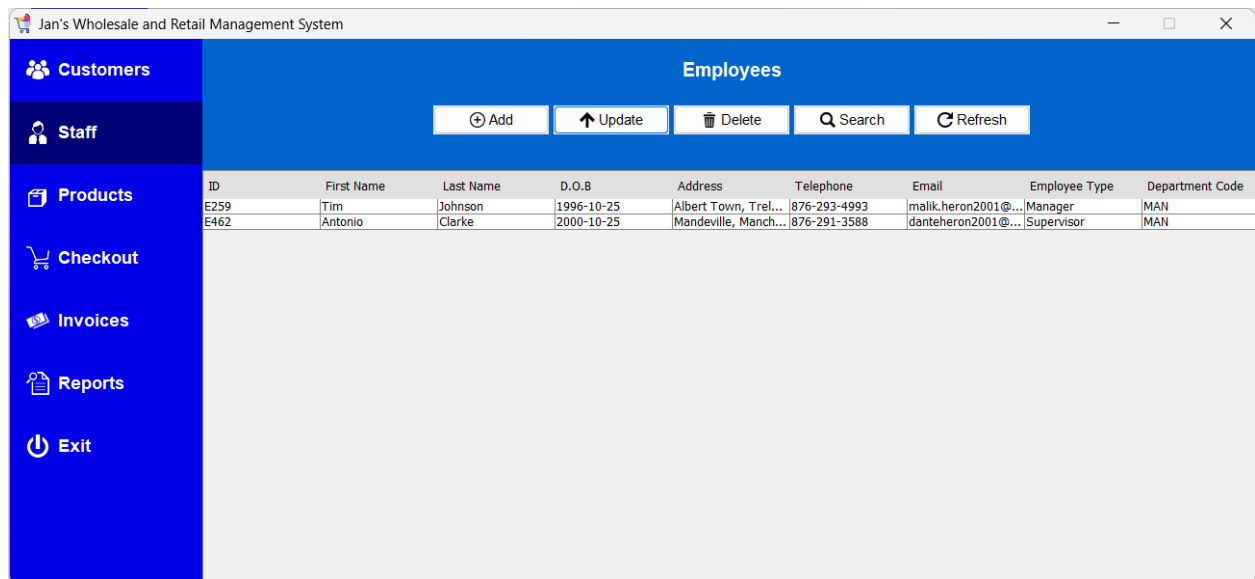 Jan's Wholesale and Retail Management System
Customers
Staff
Products
Checkout
Invoices
Reports
Exit
Employees
Add Update Delete Search Refresh
ID First Name Last Name D.O.B Address Telephone Email Employee Type Department Code
E259 Tim Johnson 1996-10-25 Albert Town, Trel... 876-293-4993 malik.heron2001@... Manager MAN
E462 Antonio Clarke 2000-10-25 Mandeville, Manch... 876-291-3588 danteheron2001@... Supervisor MAN